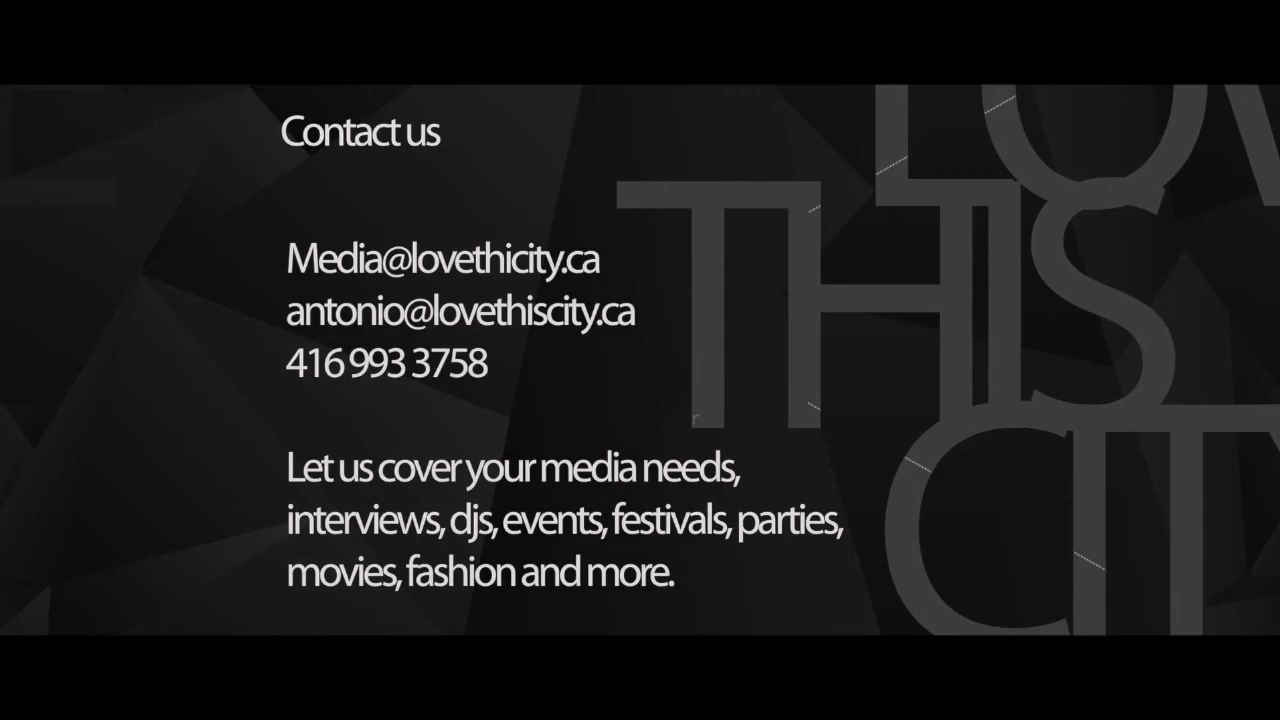 Contact us
Media@lovethicity.ca
antonio@lovethiscity.ca
416 993 3758
Let us cover your media needs,
interviews, djs, events, festivals, parties,
movies, fashion and more.
LOV
THIS
CIT